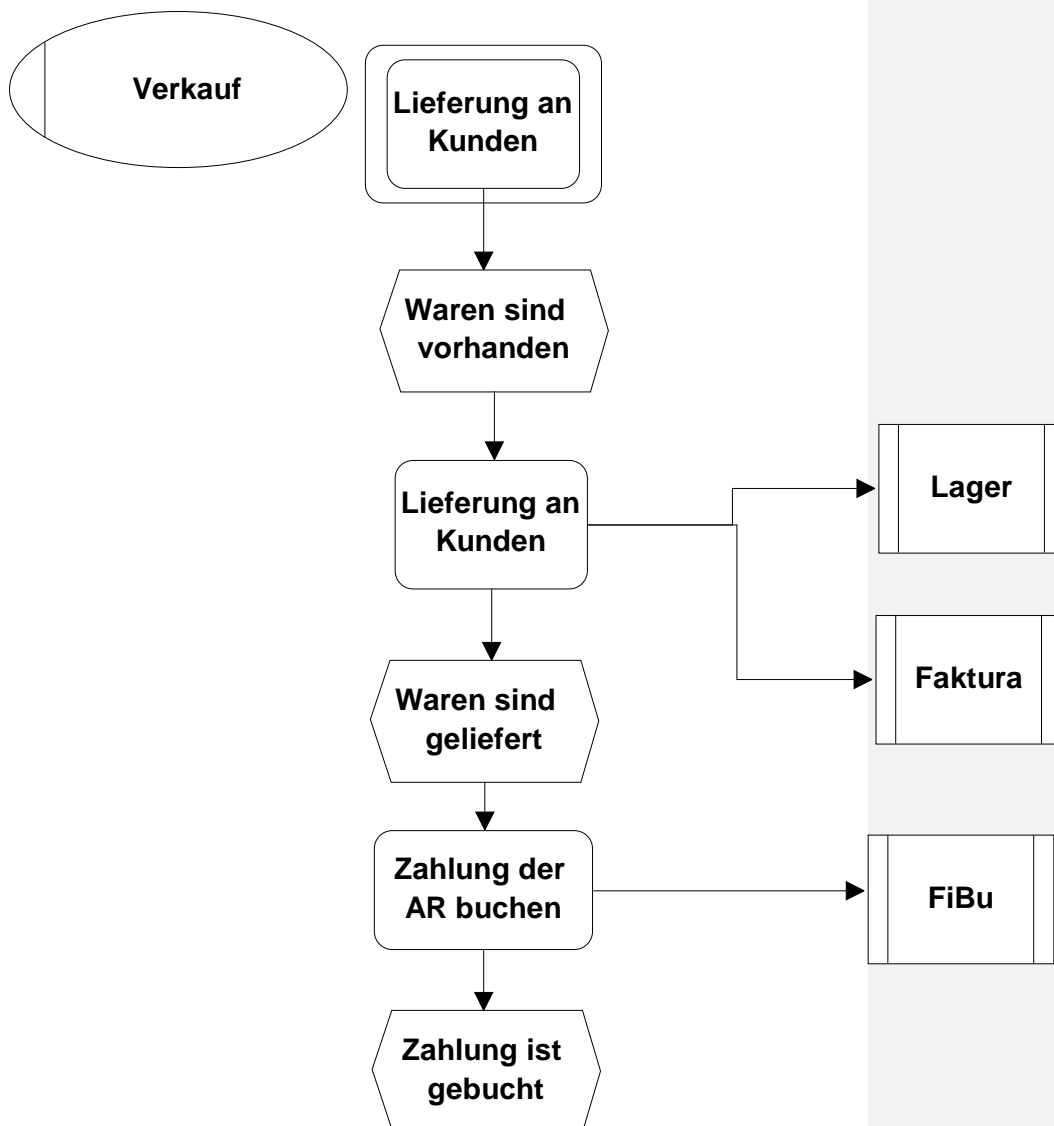 Verkauf
Lieferung an
Kunden
Waren sind
vorhanden
Lieferung an
Kunden
Lager
Faktura
Waren sind
geliefert
Zahlung der
AR buchen
FiBu
Zahlung ist
gebucht